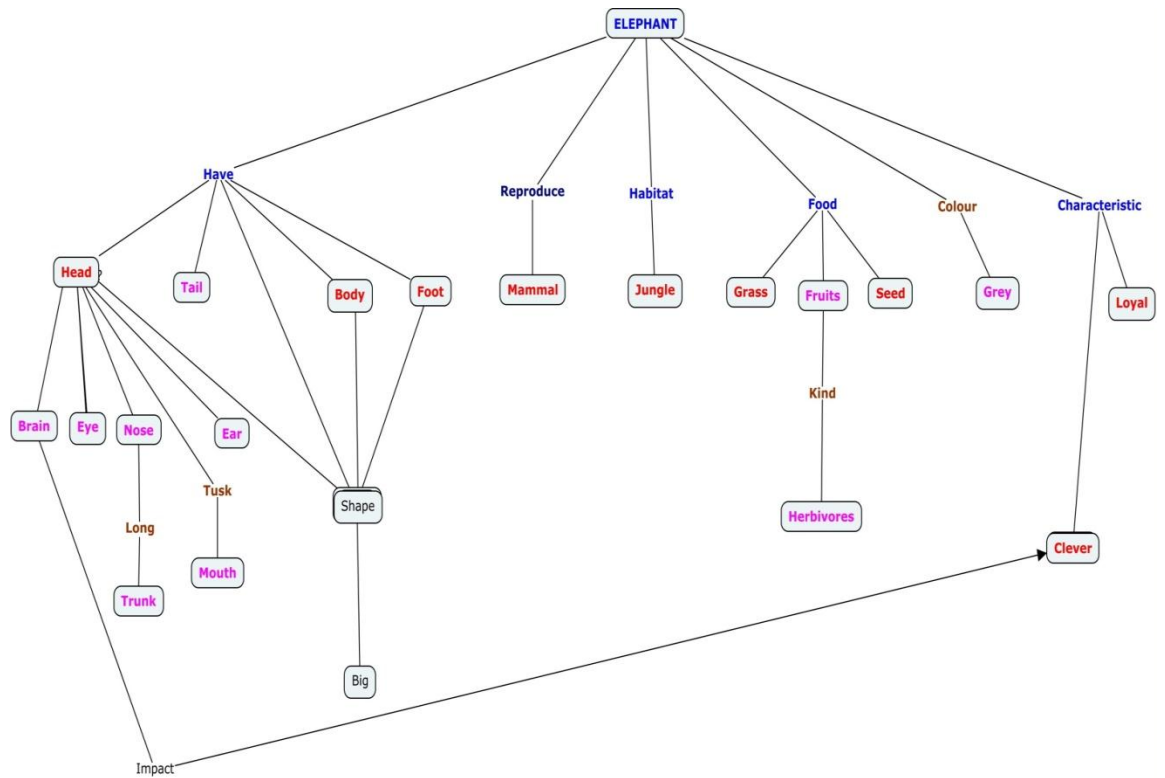 ELEPHANT
Have
Reproduce
Habitat
Food
Colour
Characteristic
Head
Tail
Body
Foot
Mammal
Jungle
Grass
Fruits
Seed
Grey
Loyal
Kind
Brain
Eye
Nose
Ear
Tusk
Shape
Long
Herbivores
Clever
Mouth
Trunk
Big
Impact